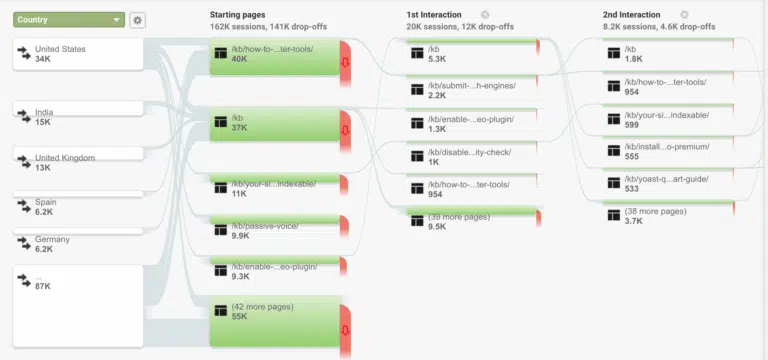 Country
United States
34K
India
15K
United Kingdom
13K
Spain
6.2K
Germany
6.2K
...
87K
Starting pages
162K sessions, 141K drop-offs
/kb/how-to-...ter-tools/
40K
/kb
37K
/kb/your-si...indexable/
11K
/kb/passive-voice/
9.9K
/kb/enable-...eo-plugin/
9.3K
(42 more pages)
55K
1st Interaction
20K sessions, 12K drop-offs
/kb
5.3K
/kb/submit-...h-engines/
2.2K
/kb/enable-...eo-plugin/
1.3K
/kb/disable...ity-check/
1K
/kb/how-to-...ter-tools/
954
(39 more pages)
9.5K
2nd Interaction
8.2K sessions, 4.6K drop-offs
/kb
1.8K
/kb/how-to-...ter-tools/
954
/kb/your-si...indexable/
599
/kb/install...o-premium/
555
/kb/yoast-q...art-guide/
533
(38 more pages)
3.7K